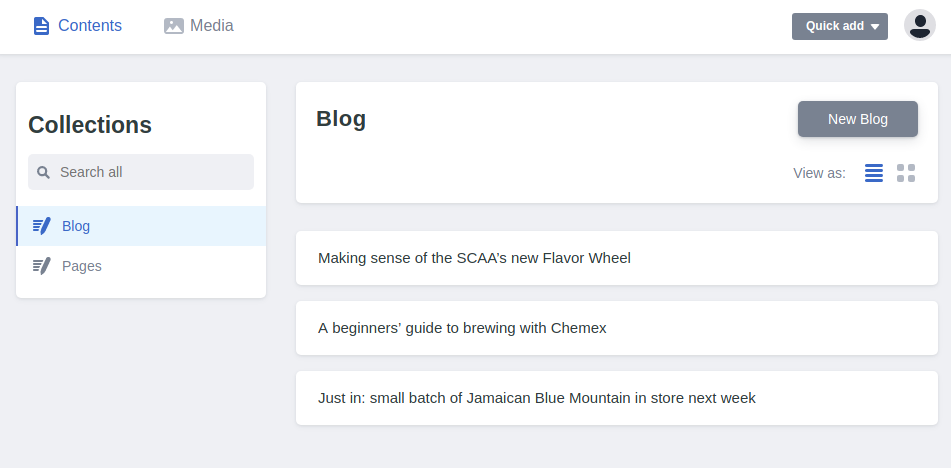 Contents
Media
Quick add
Collections
Search all
Blog
Pages
Blog
New Blog
View as:
Making sense of the SCAA’s new Flavor Wheel
A beginners’ guide to brewing with Chemex
Just in: small batch of Jamaican Blue Mountain in store next week